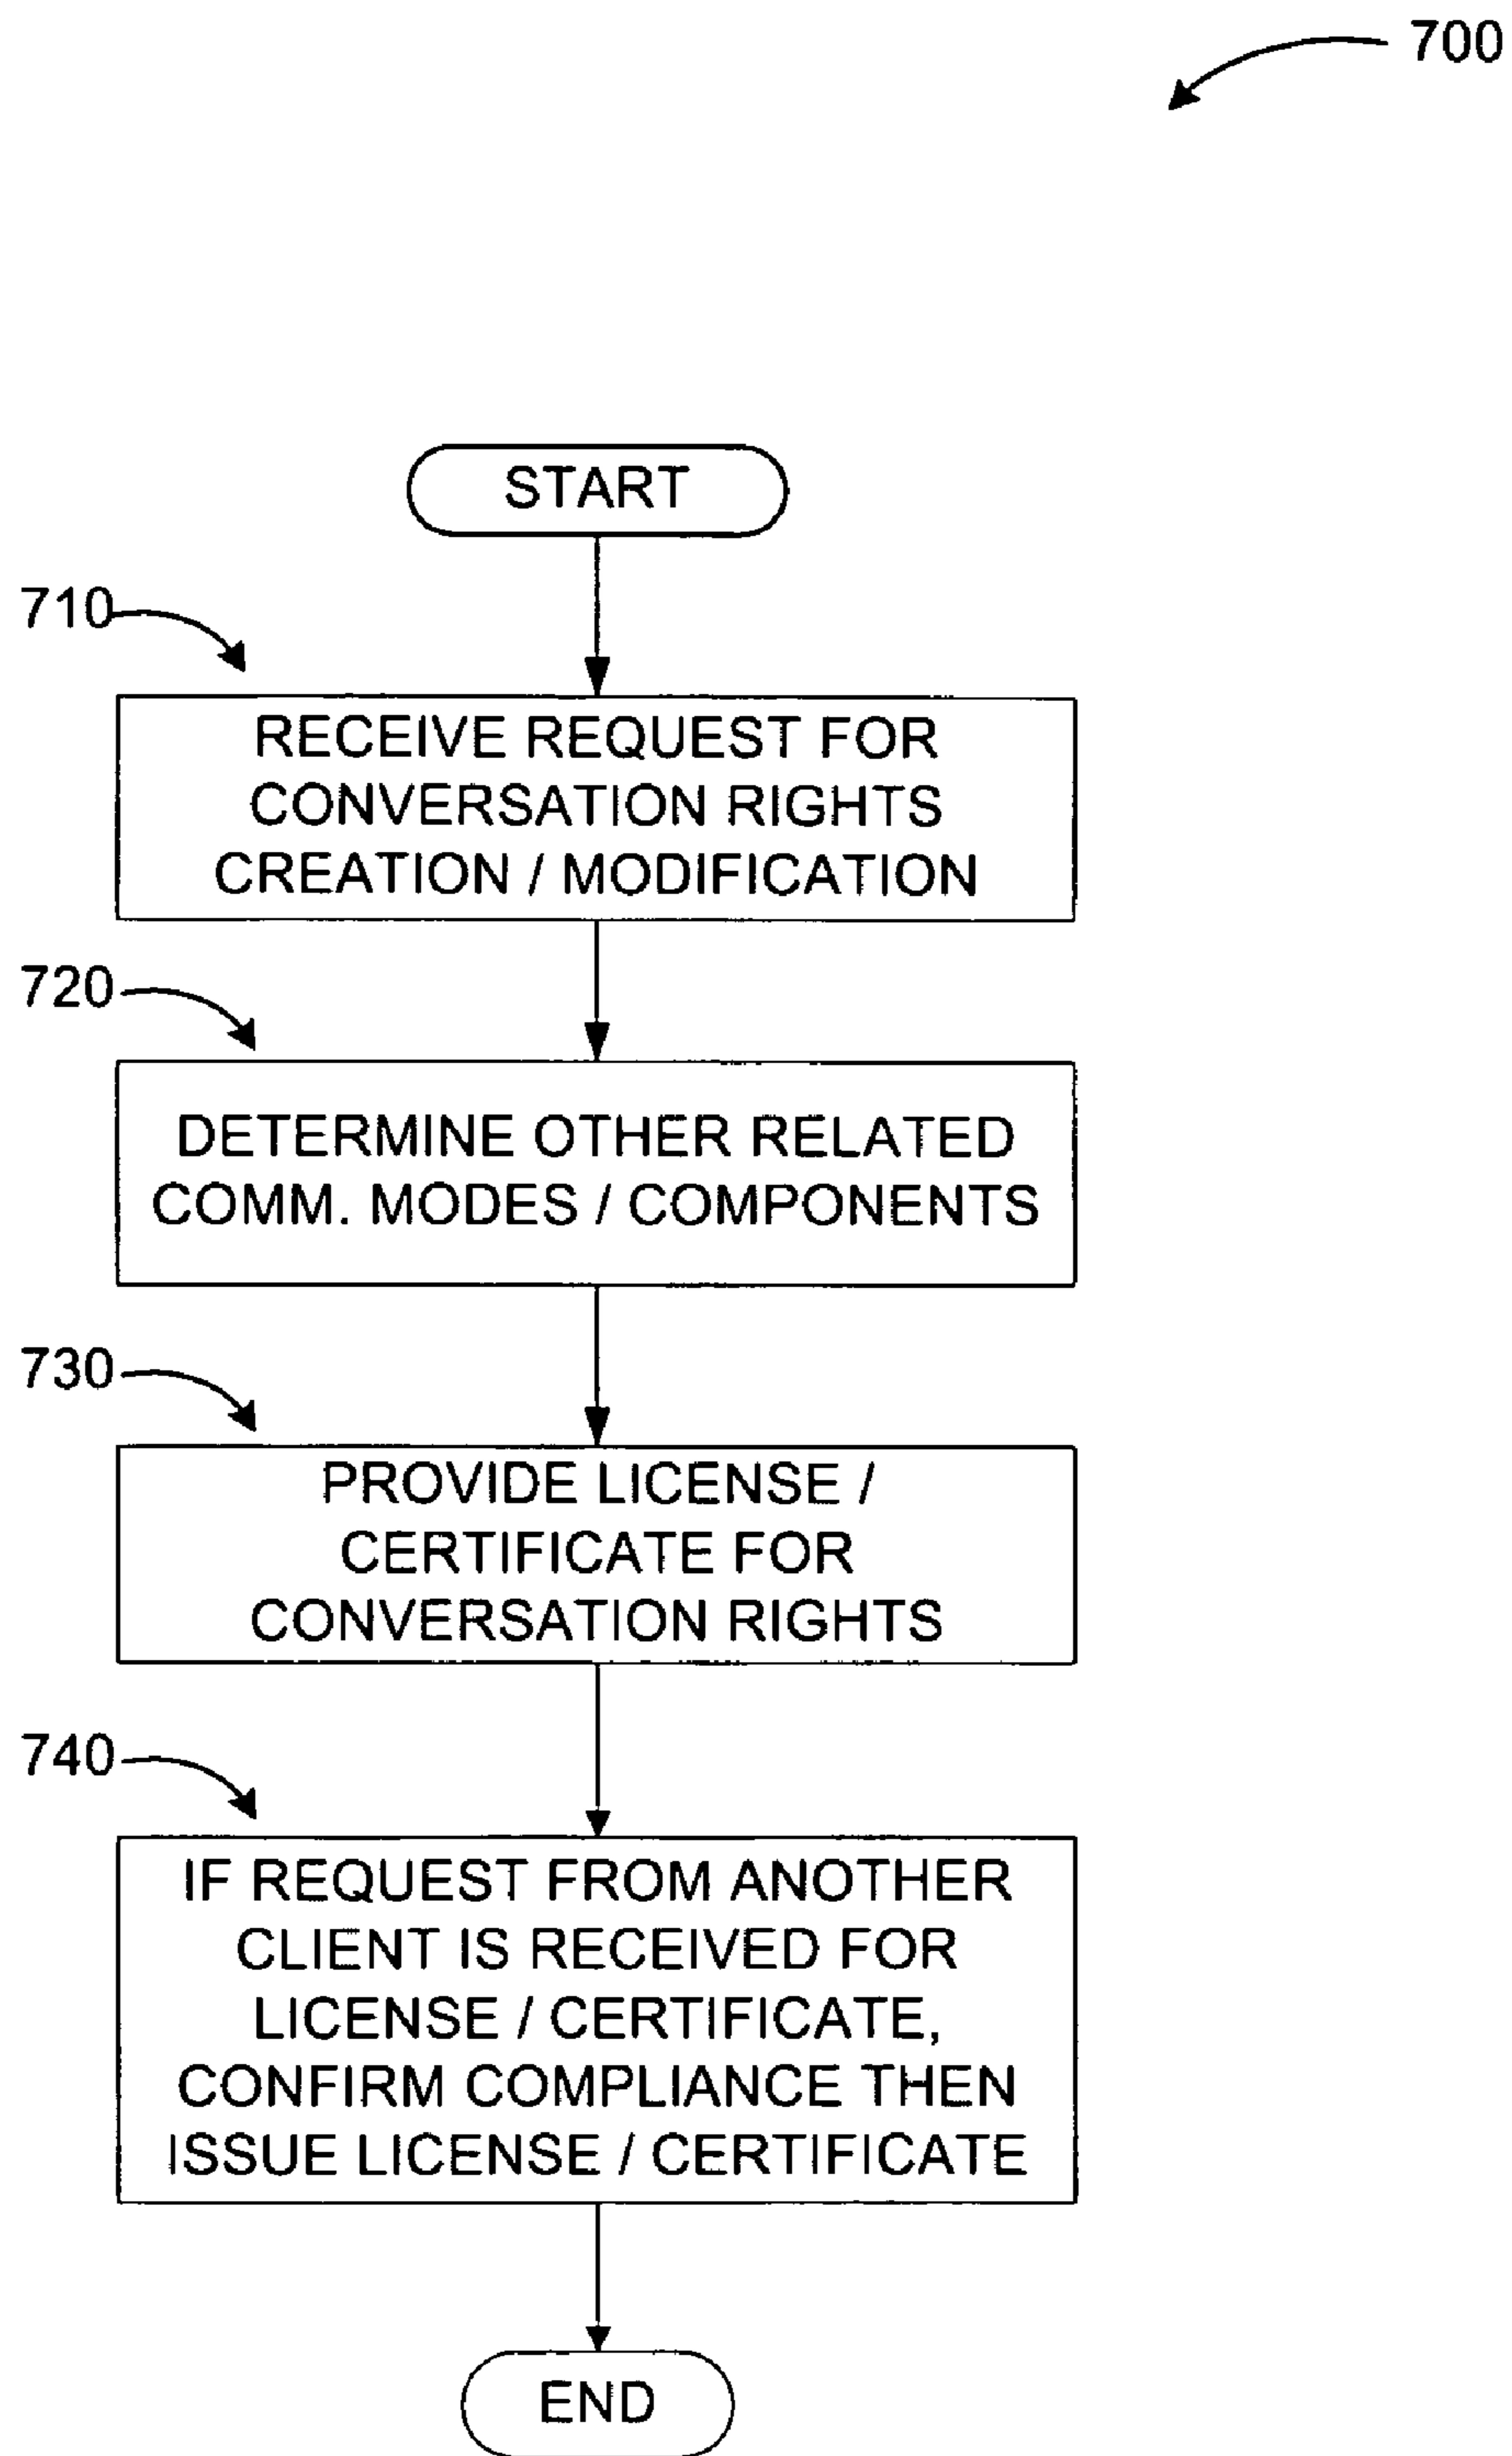 700
START
710
RECEIVE REQUEST FOR
CONVERSATION RIGHTS
CREATION / MODIFICATION
720
DETERMINE OTHER RELATED
COMM. MODES / COMPONENTS
730
PROVIDE LICENSE /
CERTIFICATE FOR
CONVERSATION RIGHTS
740
IF REQUEST FROM ANOTHER
CLIENT IS RECEIVED FOR
LICENSE / CERTIFICATE,
CONFIRM COMPLIANCE THEN
ISSUE LICENSE / CERTIFICATE
END